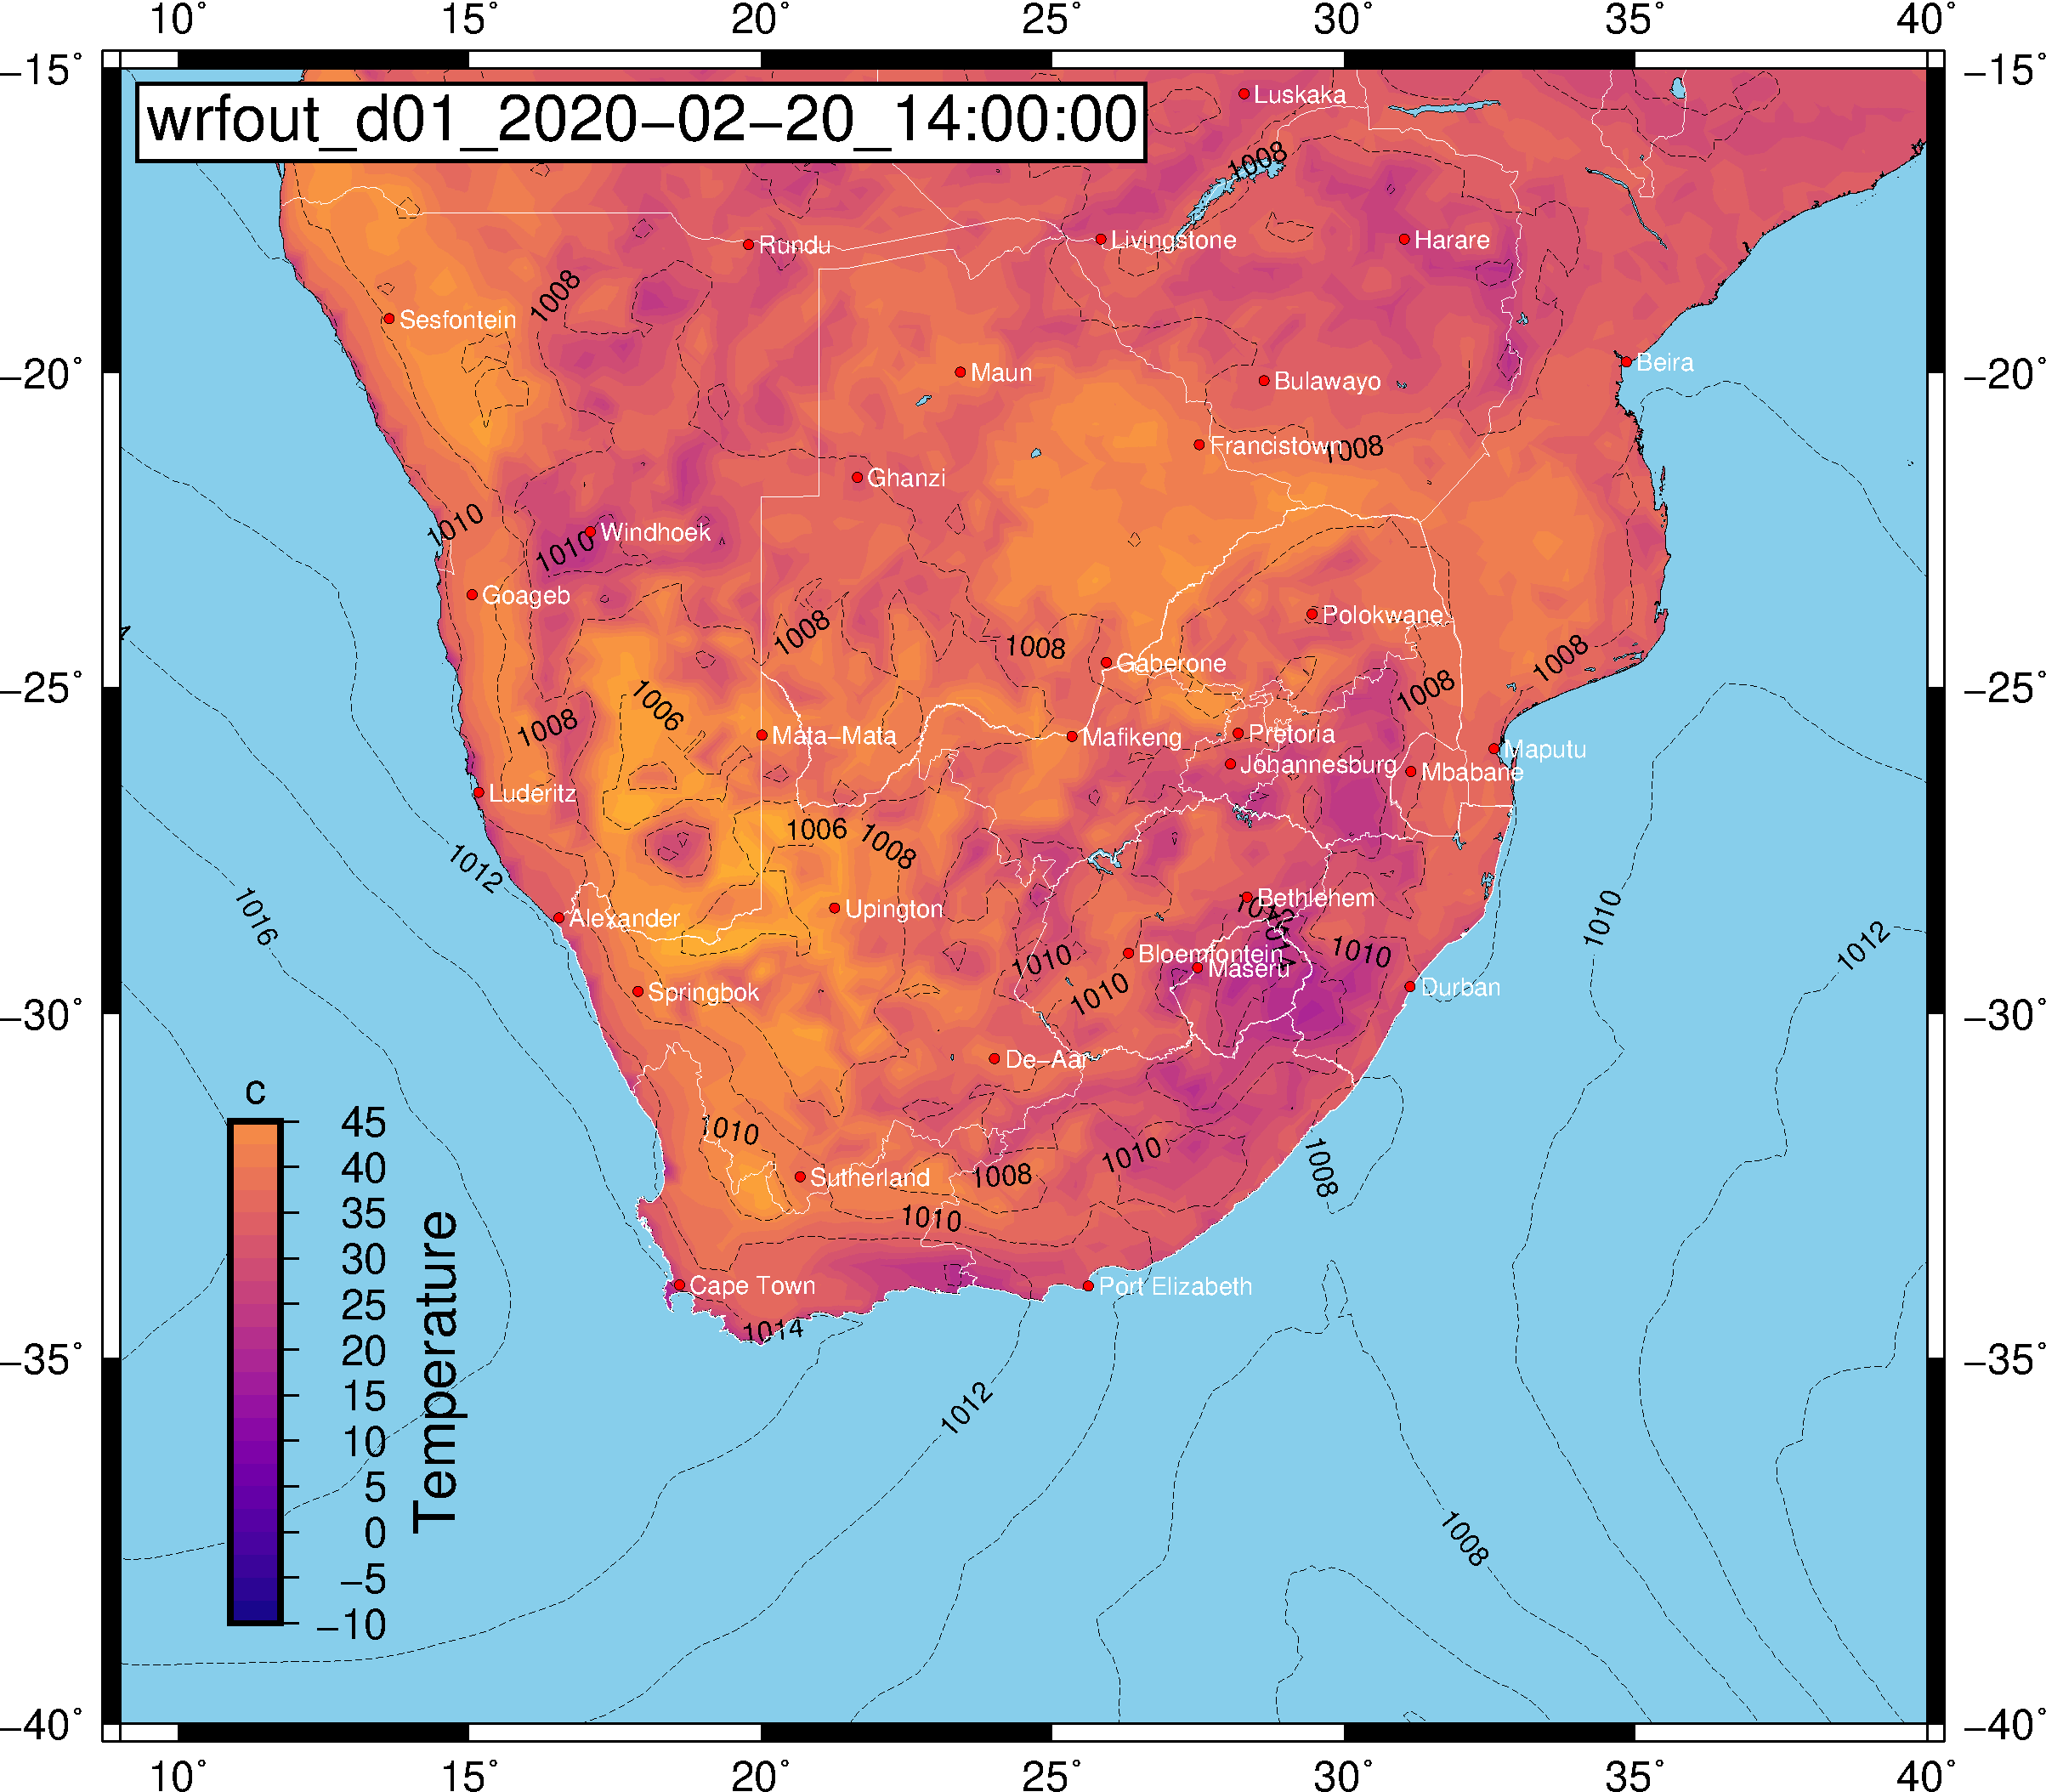 10° 15° 20° 25° 30° 35° 40°
−15° −15°
wrfout_d01_2020−02−20_14:00:00
Luskaka
1008
Rundu
Livingstone
Harare
1008
Sesfontein
−20° −20°
Maun
Bulawayo
Beira
Francistown
1008
Ghanzi
1010
Windhoek
1010
Goageb
Polokwane
1008
1008
1008
Gaberone
−25° −25°
1008
1006
1008
Mata−Mata
Mafikeng
Pretoria
Maputu
Johannesburg
Mbabane
Luderitz
1006
1008
1012
1016
Alexander
Upington
Bethlehem
1012
1014
1010
1010
1012
Bloemfontein
1010
1010
Maseru
Springbok
Durban
1010
−30° −30°
De−Aar
c
45
40
35
30
25
20
15
10
5
0
−5
−10
Temperature
1010
1010
1008
Sutherland
1008
1010
Cape Town
Port Elizabeth
1014
−35° −35°
1012
1008
−40° −40°
10° 15° 20° 25° 30° 35° 40°